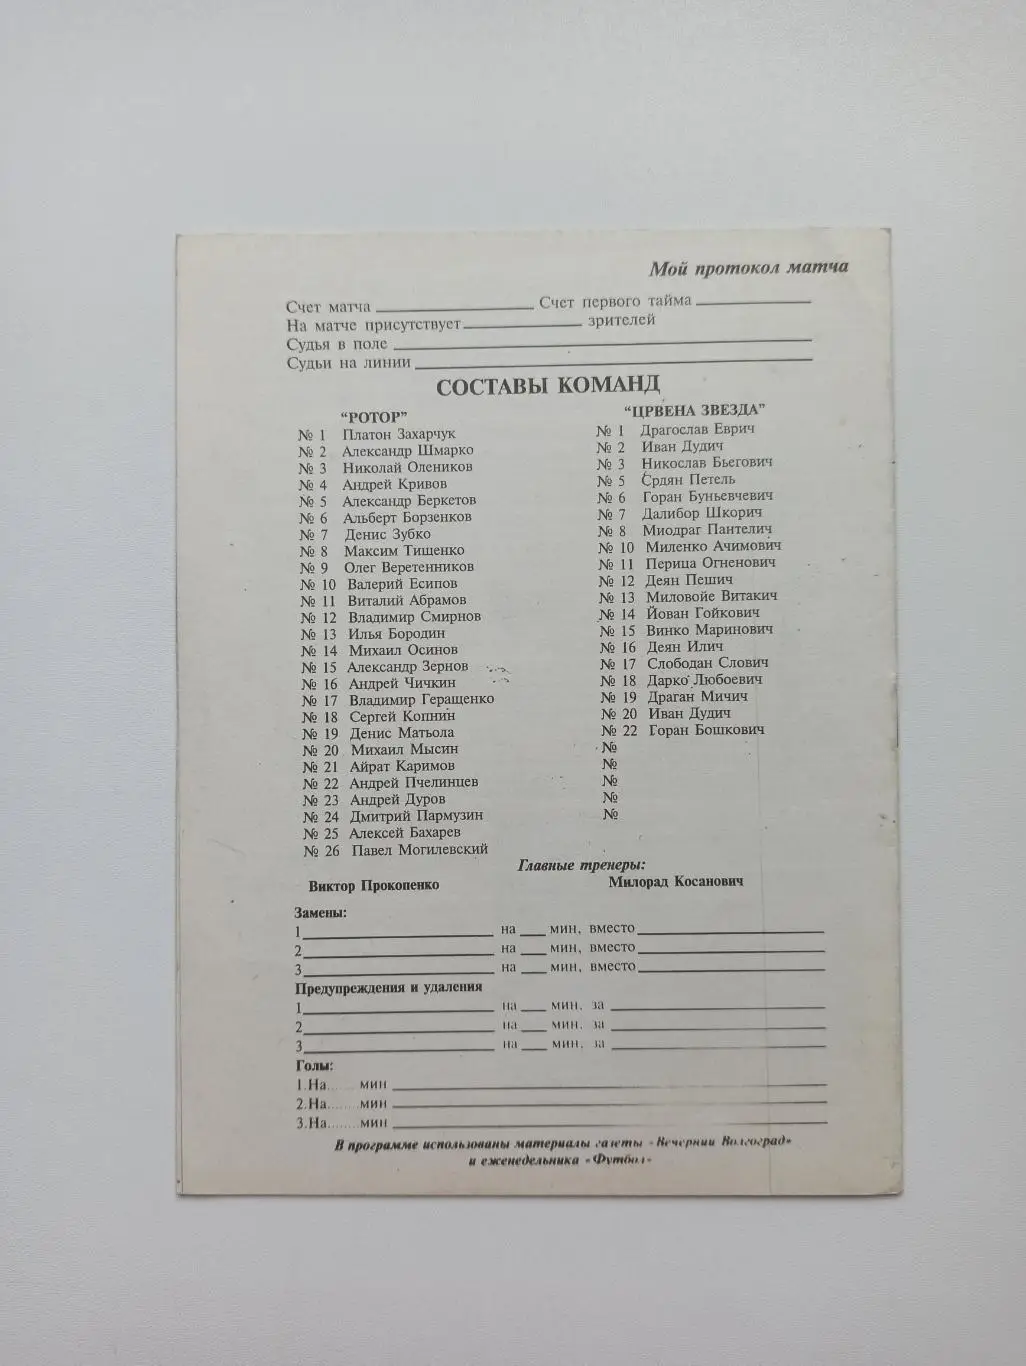 Мой протокол матча
Счет матча Счет первого тайма
На матче присутствует зрителей
Судья в поле
Судьи на линии
СОСТАВЫ КОМАНД
“РОТОР” “ЦРВЕНА ЗВЕЗДА”
№ 1 Платон Захарчук № 1 Драгослав Еврич
№ 2 Александр Шмарко № 2 Иван Дудич
№ 3 Николай Олеников № 3 Никослав Бьегович
№ 4 Андрей Кривов № 5 Срдян Петель
№ 5 Александр Беркетов № 6 Горан Буньевчевич
№ 6 Альберт Борзенков № 7 Далибор Шкорич
№ 7 Денис Зубко № 8 Миодраг Пантелич
№ 8 Максим Тищенко № 10 Миленко Ачимович
№ 9 Олег Веретенников № 11 Перица Огненович
№ 10 Валерий Есипов № 12 Деян Пешич
№ 11 Виталий Абрамов № 13 Миловойе Витакич
№ 12 Владимир Смирнов № 14 Йован Гойкович
№ 13 Илья Бородин № 15 Винко Маринович
№ 14 Михаил Осинов № 16 Деян Илич
№ 15 Александр Зернов № 17 Слободан Слович
№ 16 Андрей Чичкин № 18 Дарко Любоевич
№ 17 Владимир Геращенко № 19 Драган Мичич
№ 18 Сергей Копнин № 20 Иван Дудич
№ 19 Денис Матьола № 22 Горан Бошкович
№ 20 Михаил Мысин №
№ 21 Айрат Каримов №
№ 22 Андрей Пчелинцев №
№ 23 Андрей Дуров №
№ 24 Дмитрий Пармузин №
№ 25 Алексей Бахарев
№ 26 Павел Могилевский
Главные тренеры:
Виктор Прокопенко Милорад Косанович
Замены:
1 на мин, вместо
2 на мин, вместо
3 на мин, вместо
Предупреждения и удаления
1 на мин. за
2 на мин. за
3 на мин. за
Голы:
1.На...... мин
2.На........ мин
3.На....... мин
В программе использованы материалы газеты «Вечерний Волгоград»
и еженедельника «Футбол»